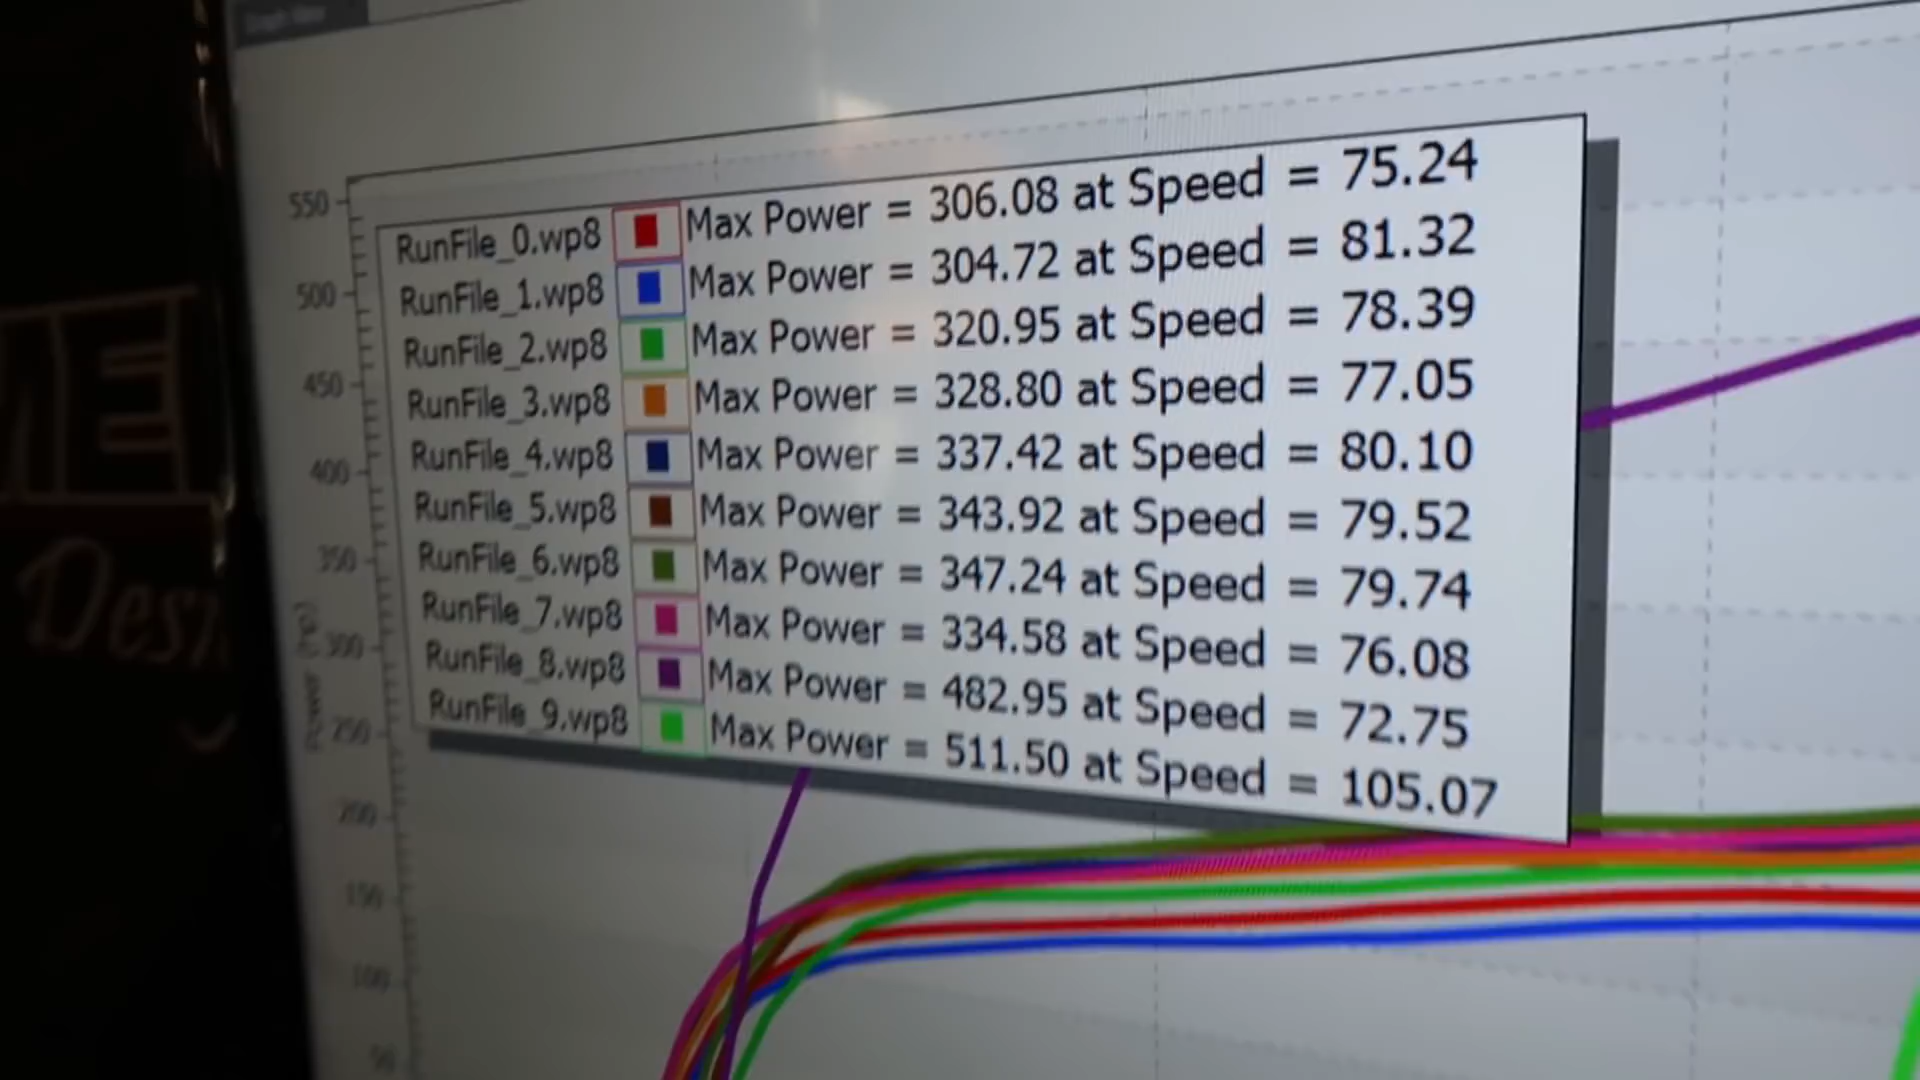 550
500
450
400
350
300
250
200
150
100
50
Power (hp)
RunFile_0.wp8 Max Power = 306.08 at Speed = 75.24
RunFile_1.wp8 Max Power = 304.72 at Speed = 81.32
RunFile_2.wp8 Max Power = 320.95 at Speed = 78.39
RunFile_3.wp8 Max Power = 328.80 at Speed = 77.05
RunFile_4.wp8 Max Power = 337.42 at Speed = 80.10
RunFile_5.wp8 Max Power = 343.92 at Speed = 79.52
RunFile_6.wp8 Max Power = 347.24 at Speed = 79.74
RunFile_7.wp8 Max Power = 334.58 at Speed = 76.08
RunFile_8.wp8 Max Power = 482.95 at Speed = 72.75
RunFile_9.wp8 Max Power = 511.50 at Speed = 105.07